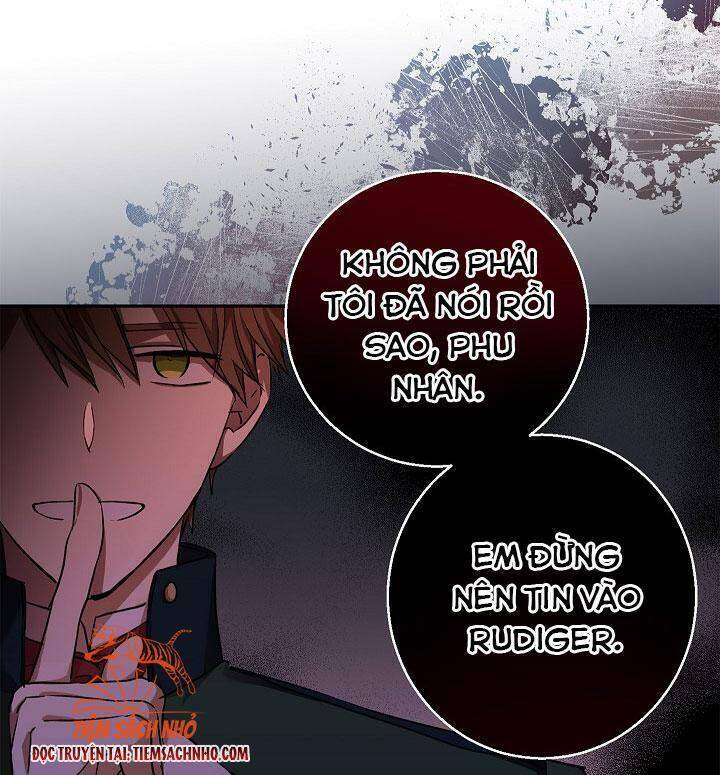 KHÔNG PHẢI
TÔI ĐÃ NÓI RỒI
SAO, PHU
NHÂN.
EM ĐỪNG
NÊN TIN VÀO
RUDIGER.
TIỆM SÁCH NHỎ
ĐỌC TRUYỆN TẠI: TIEMSACHNHO.COM